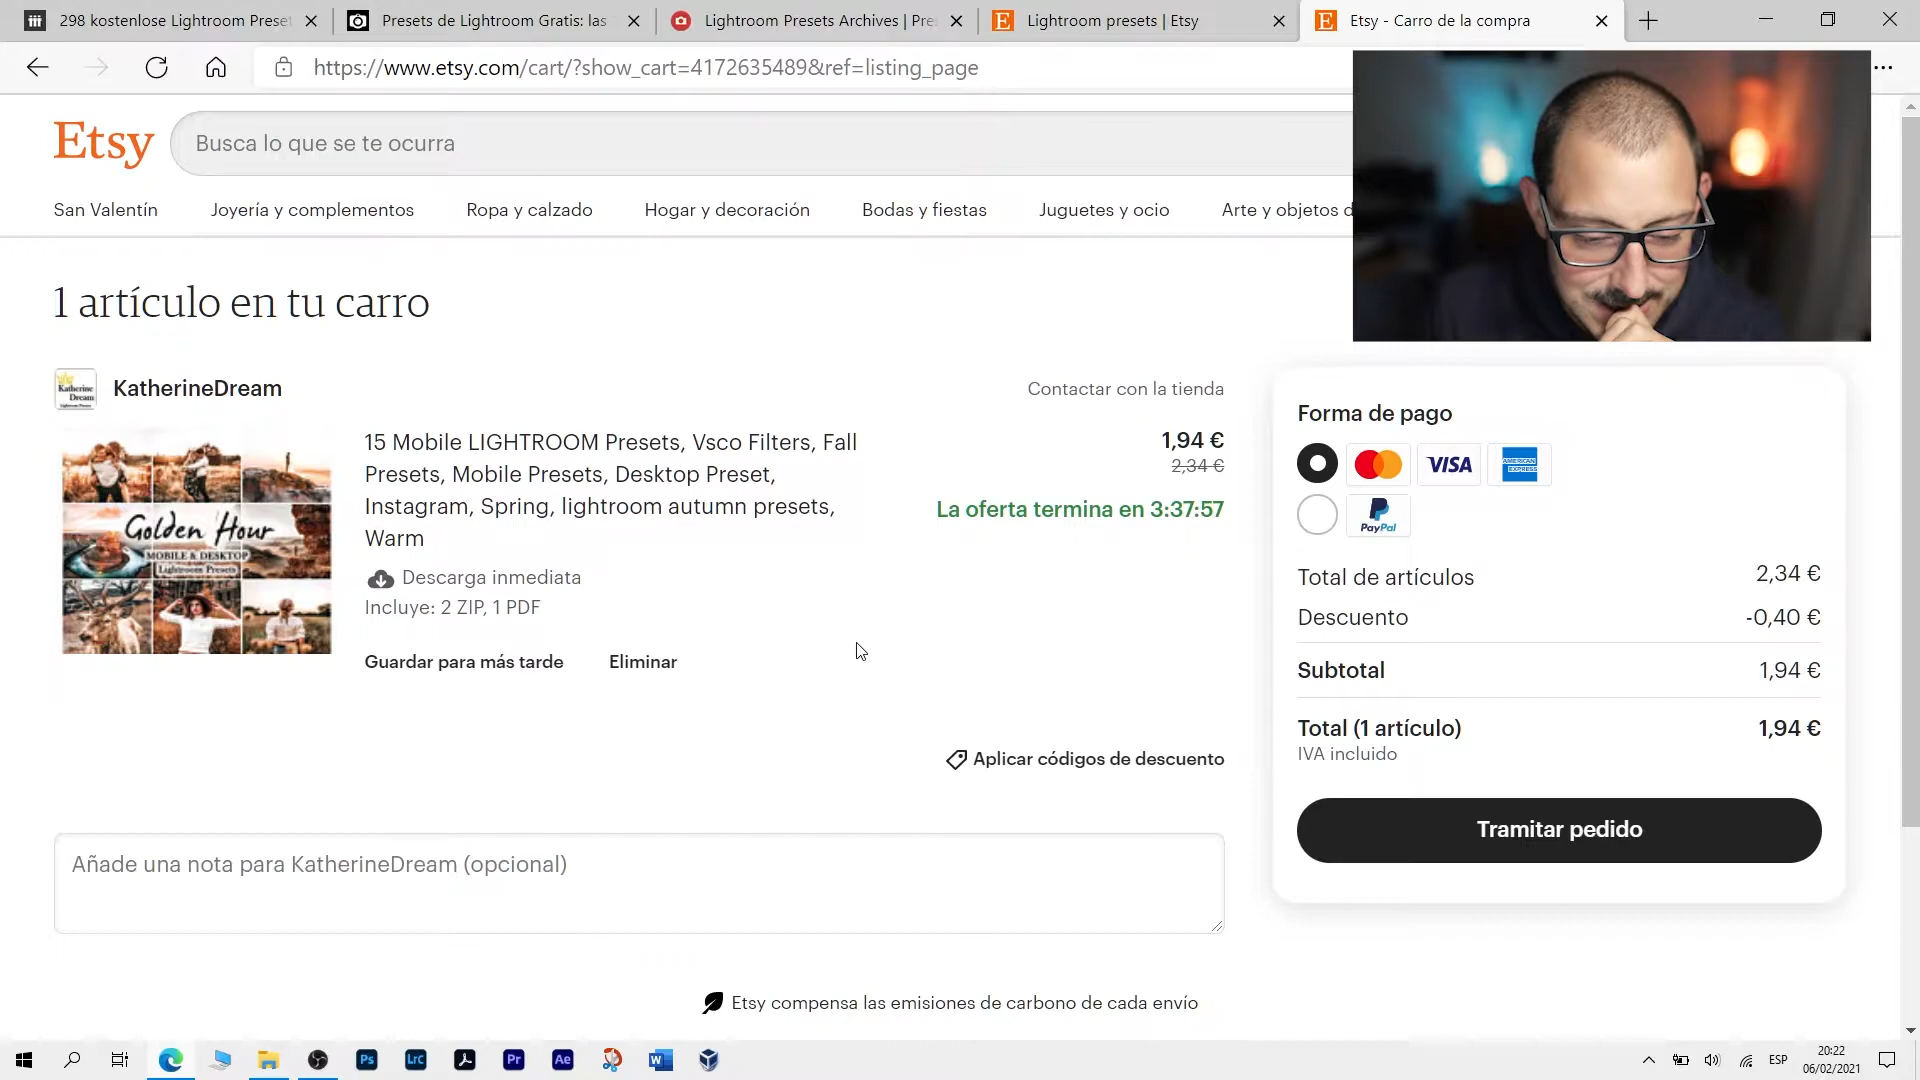 298 kostenlose Lightroom Preset
Presets de Lightroom Gratis: las
Lightroom Presets Archives | Pre
Lightroom presets | Etsy
Etsy - Carro de la compra
https://www.etsy.com/cart/?show_cart=4172635489&ref=listing_page
Etsy
Busca lo que se te ocurra
San Valentín
Joyería y complementos
Ropa y calzado
Hogar y decoración
Bodas y fiestas
Juguetes y ocio
Arte y objetos d
1 artículo en tu carro
Katherine
Dream
KatherineDream
Contactar con la tienda
Golden Hour
MOBILE & DESKTOP
Lightroom Presets
15 Mobile LIGHTROOM Presets, Vsco Filters, Fall
Presets, Mobile Presets, Desktop Preset,
Instagram, Spring, lightroom autumn presets,
Warm
1,94 €
2,34 €
La oferta termina en 3:37:57
Descarga inmediata
Incluye: 2 ZIP, 1 PDF
Guardar para más tarde
Eliminar
Aplicar códigos de descuento
Añade una nota para KatherineDream (opcional)
Etsy compensa las emisiones de carbono de cada envío
Forma de pago
VISA
AMERICAN
EXPRESS
PayPal
Total de artículos 2,34 €
Descuento -0,40 €
Subtotal 1,94 €
Total (1 artículo) 1,94 €
IVA incluido
Tramitar pedido
Ps
LrC
Pr
Ae
ESP
20:22
06/02/2021